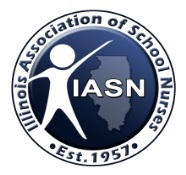 Illinois Association of School Nurses
IASN
•Est.1957•